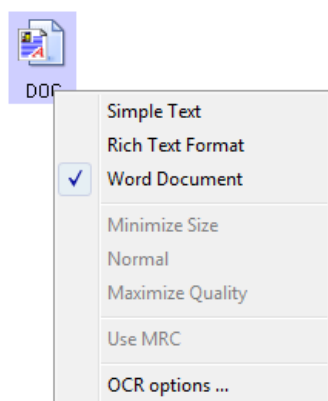 DOC
Simple Text
Rich Text Format
Word Document
Minimize Size
Normal
Maximize Quality
Use MRC
OCR options ...